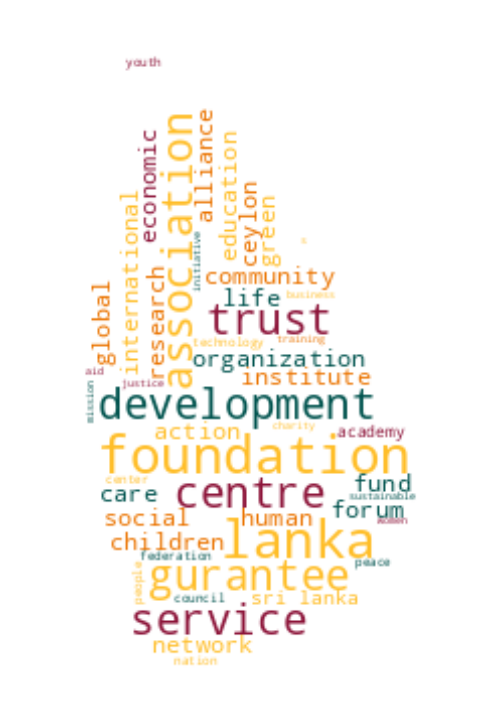 youth
economic
association
alliance
education
international
ceylon
green
initiative
research
community
global
life
business
trust
technology
training
organization
aid
justice
institute
mission
development
action
charity
academy
foundation
center
care
centre
fund
sustainable
forum
social
human
women
children
lanka
federation
peace
people
gurantee
council
sri lanka
service
network
nation